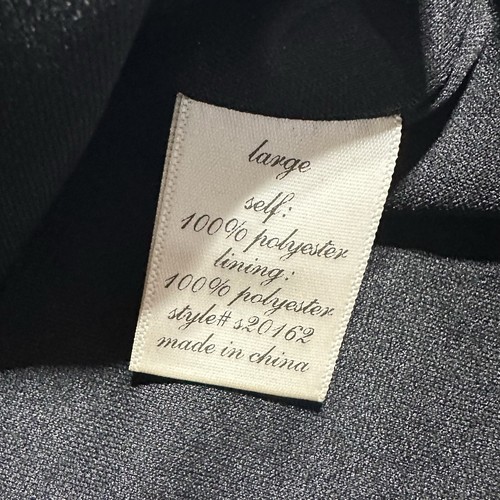 large
self:
100% polyester
lining:
100% polyester
style# s20162
made in china